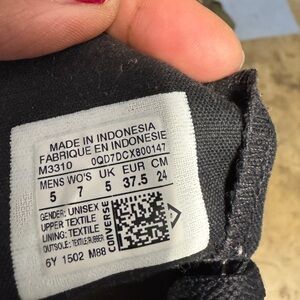 MADE IN INDONESIA
FABRIQUE EN INDONESIE
M3310 0QD7DCX800147
MENS WO'S UK EUR CM
5 7 5 37.5 24
GENDER: UNISEX
UPPER: TEXTILE
LINING: TEXTILE
OUTSOLE: TEXTILE/RUBBER
6Y 1502 M88
CONVERSE